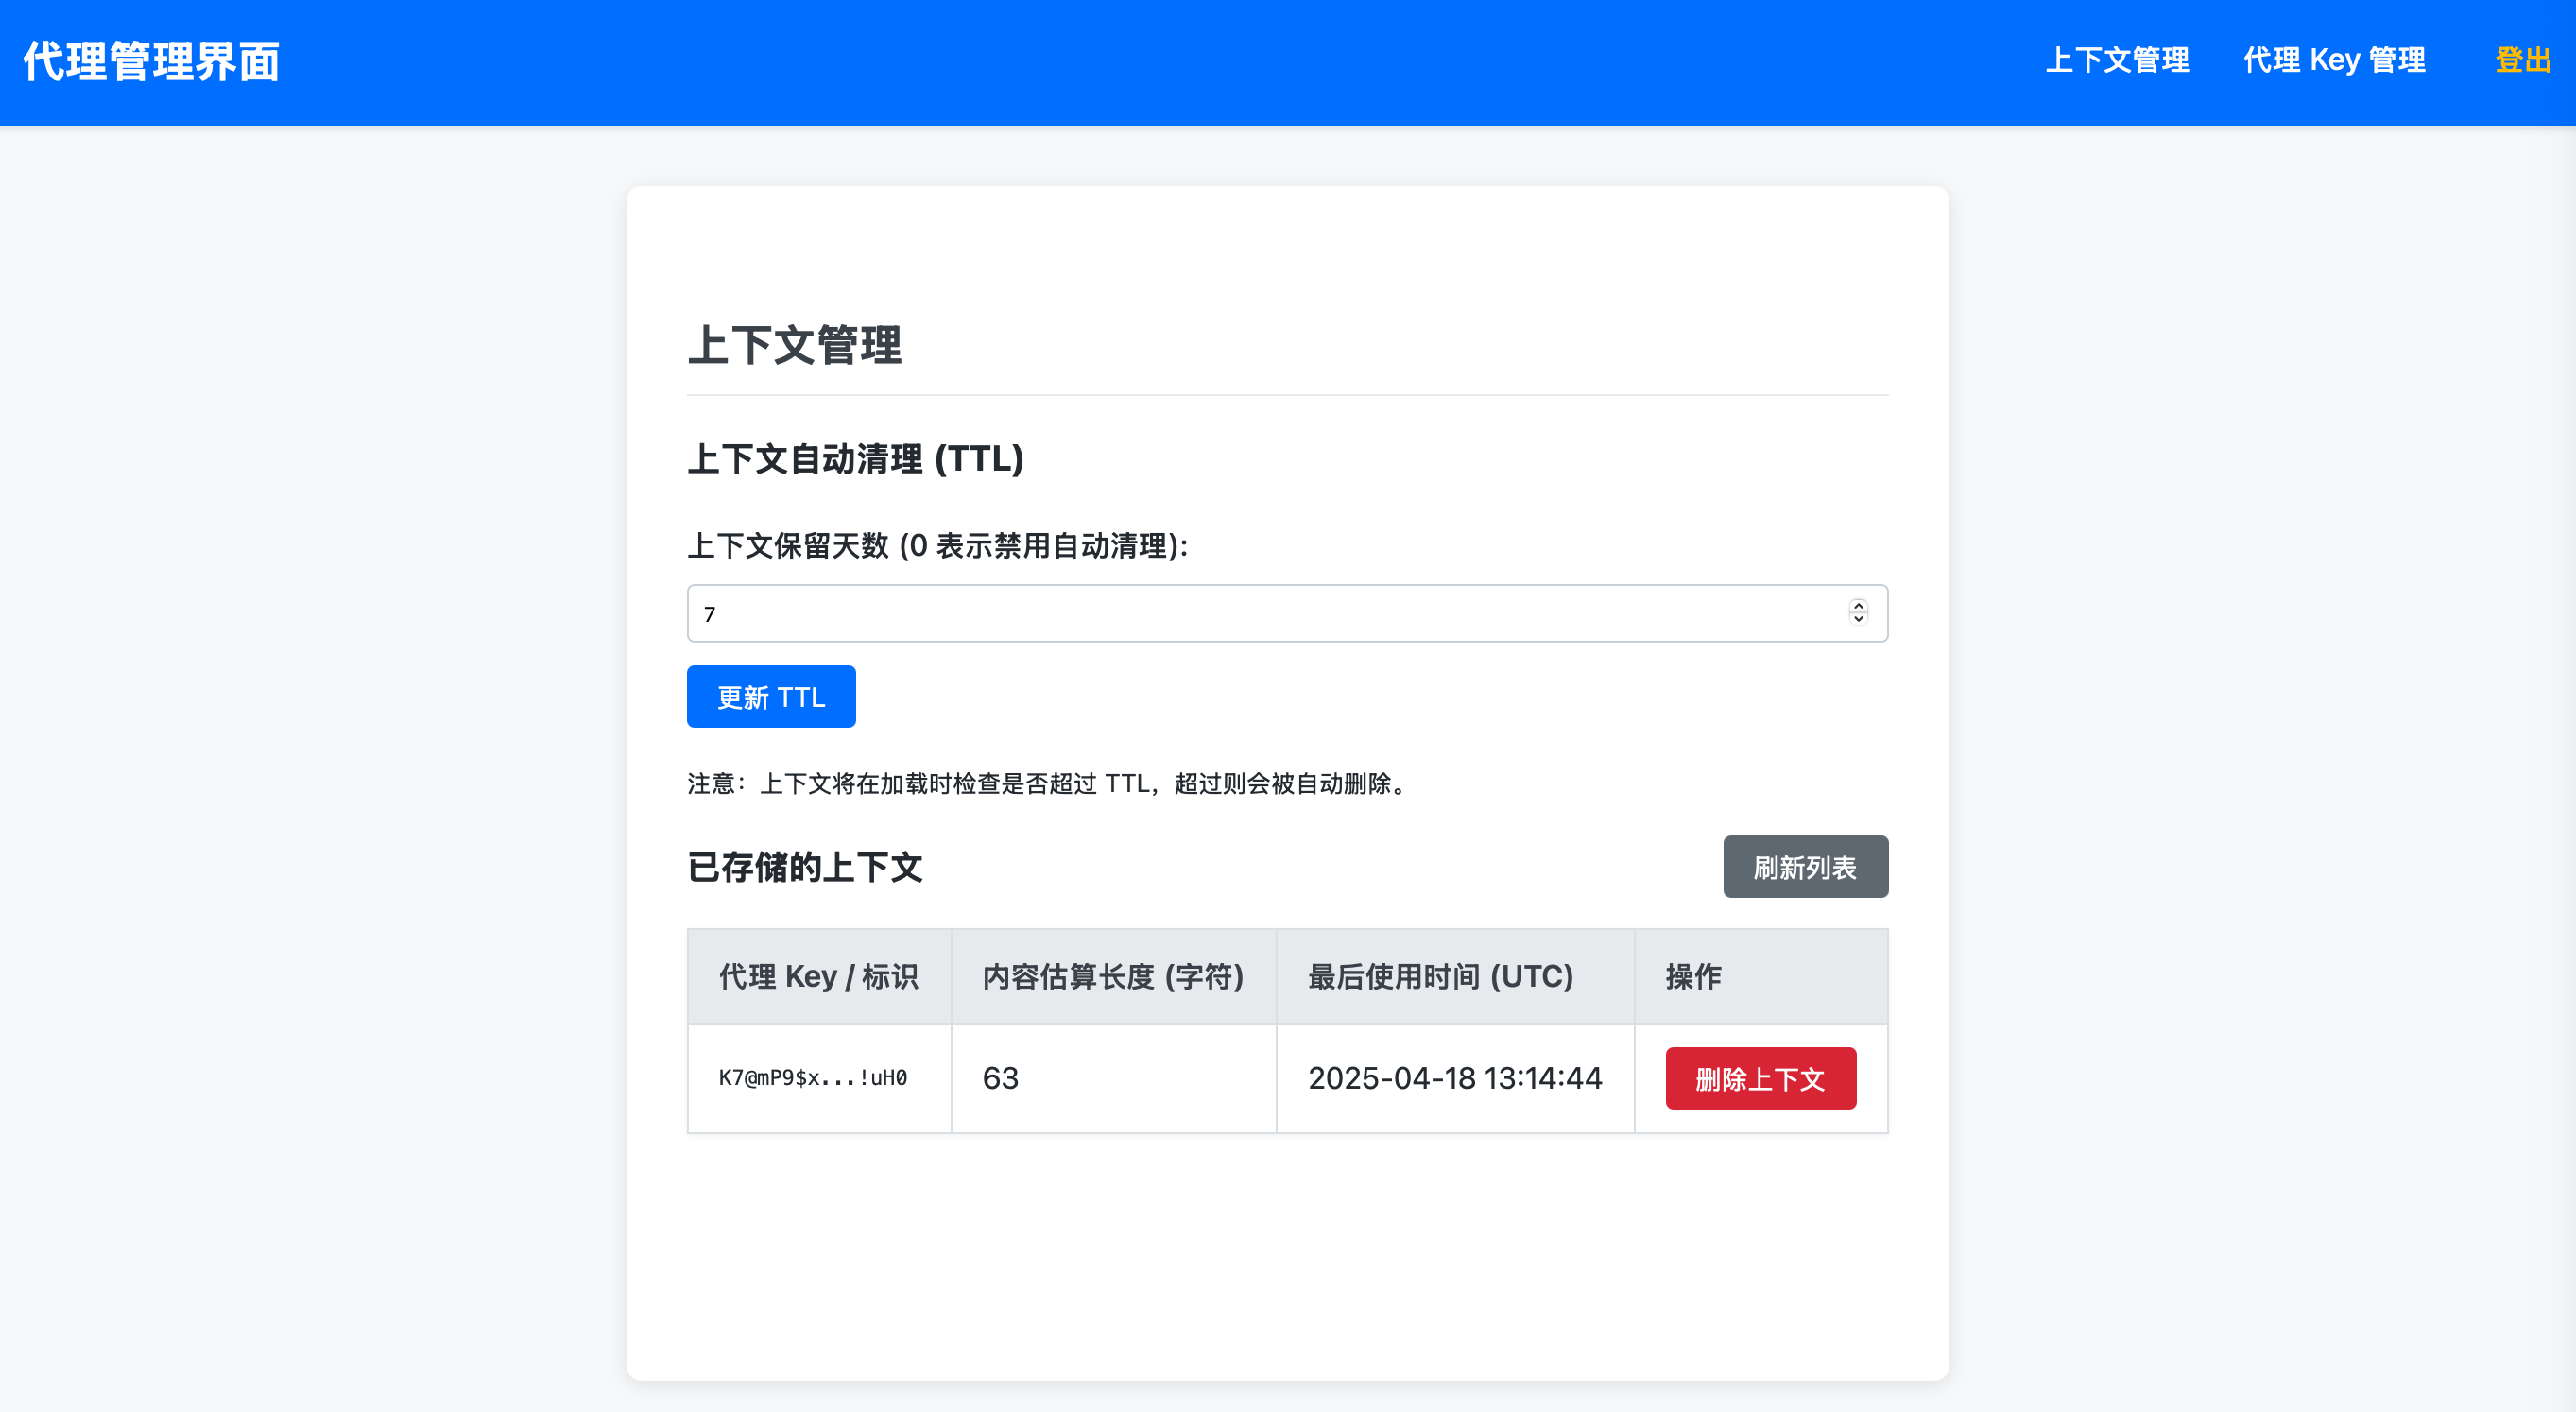 代理管理界面
上下文管理 代理 Key 管理 登出
上下文管理
上下文自动清理 (TTL)
上下文保留天数 (0 表示禁用自动清理):
7
更新 TTL
注意：上下文将在加载时检查是否超过 TTL，超过则会被自动删除。
已存储的上下文 刷新列表
代理 Key / 标识 内容估算长度 (字符) 最后使用时间 (UTC) 操作
K7@mP9$x...!uH0 63 2025-04-18 13:14:44 删除上下文